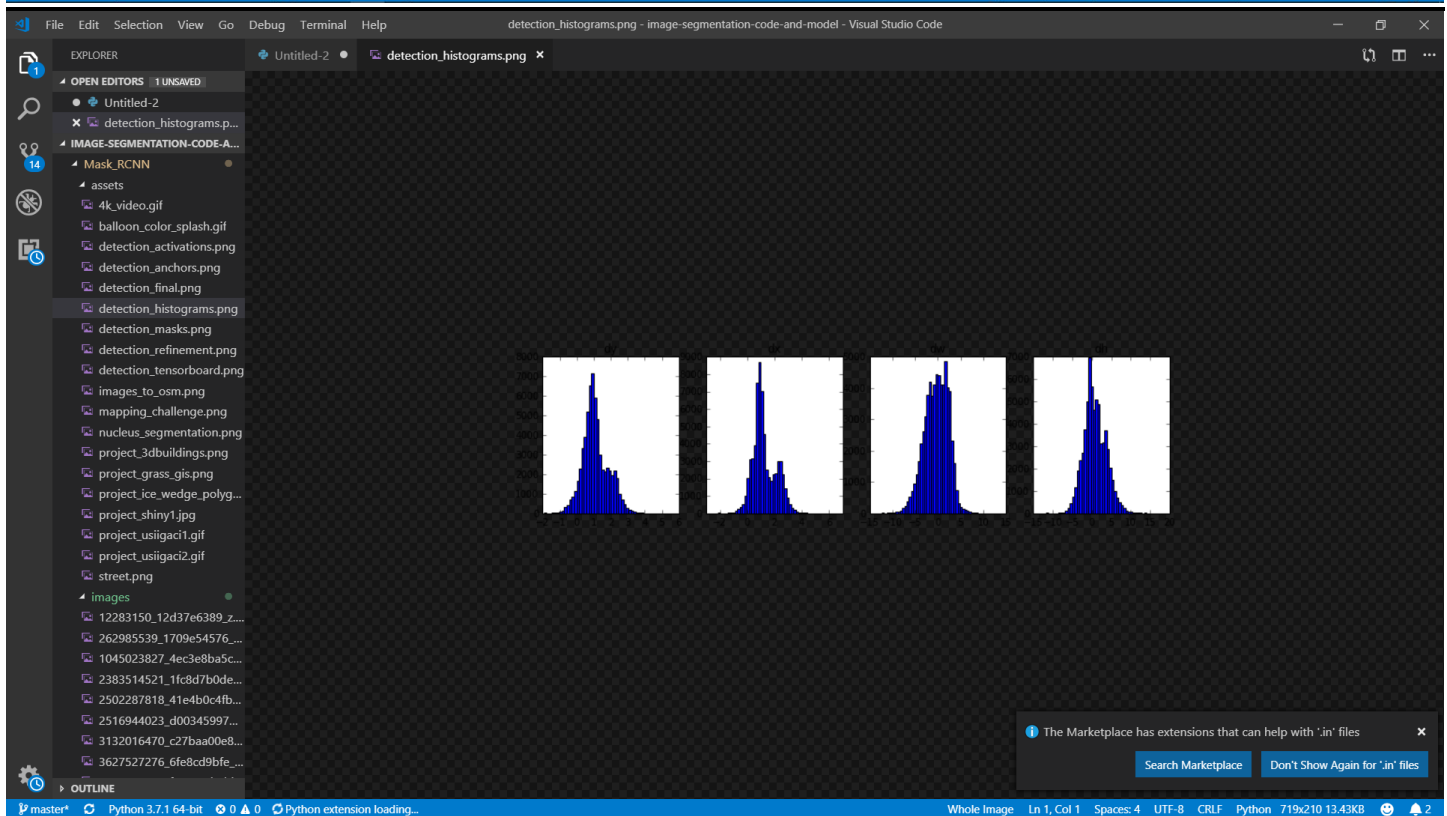 File Edit Selection View Go Debug Terminal Help
detection_histograms.png - image-segmentation-code-and-model - Visual Studio Code
EXPLORER
Untitled-2
detection_histograms.png
OPEN EDITORS 1 UNSAVED
Untitled-2
detection_histograms.p...
IMAGE-SEGMENTATION-CODE-A...
Mask_RCNN
assets
4k_video.gif
balloon_color_splash.gif
detection_activations.png
detection_anchors.png
detection_final.png
detection_histograms.png
detection_masks.png
detection_refinement.png
detection_tensorboard.png
images_to_osm.png
mapping_challenge.png
nucleus_segmentation.png
project_3dbuildings.png
project_grass_gis.png
project_ice_wedge_polyg...
project_shiny1.jpg
project_usiigaci1.gif
project_usiigaci2.gif
street.png
images
12283150_12d37e6389_z....
262985539_1709e54576_...
1045023827_4ec3e8ba5c...
2383514521_1fc8d7b0de...
2502287818_41e4b0c4fb...
2516944023_d00345997...
3132016470_c27baa00e8...
3627527276_6fe8cd9bfe_...
OUTLINE
1
14
dy
dx
dw
dh
The Marketplace has extensions that can help with '.in' files
Search Marketplace
Don't Show Again for '.in' files
master* Python 3.7.1 64-bit 0 0 Python extension loading...
Whole Image Ln 1, Col 1 Spaces: 4 UTF-8 CRLF Python 719x210 13.43KB 2